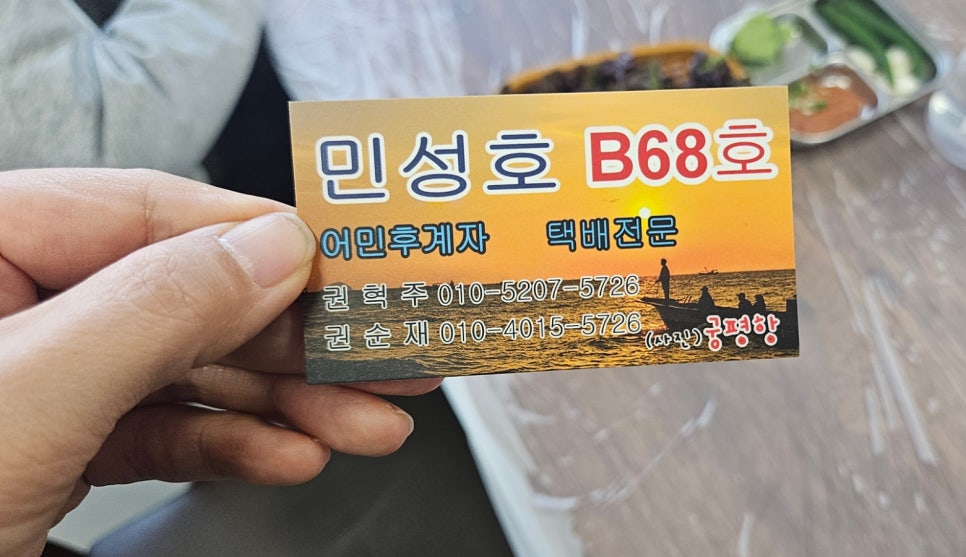 민성호 B68호
어민후계자 택배전문
권혁주 010-5207-5726
권순재 010-4015-5726
(사진)궁평항